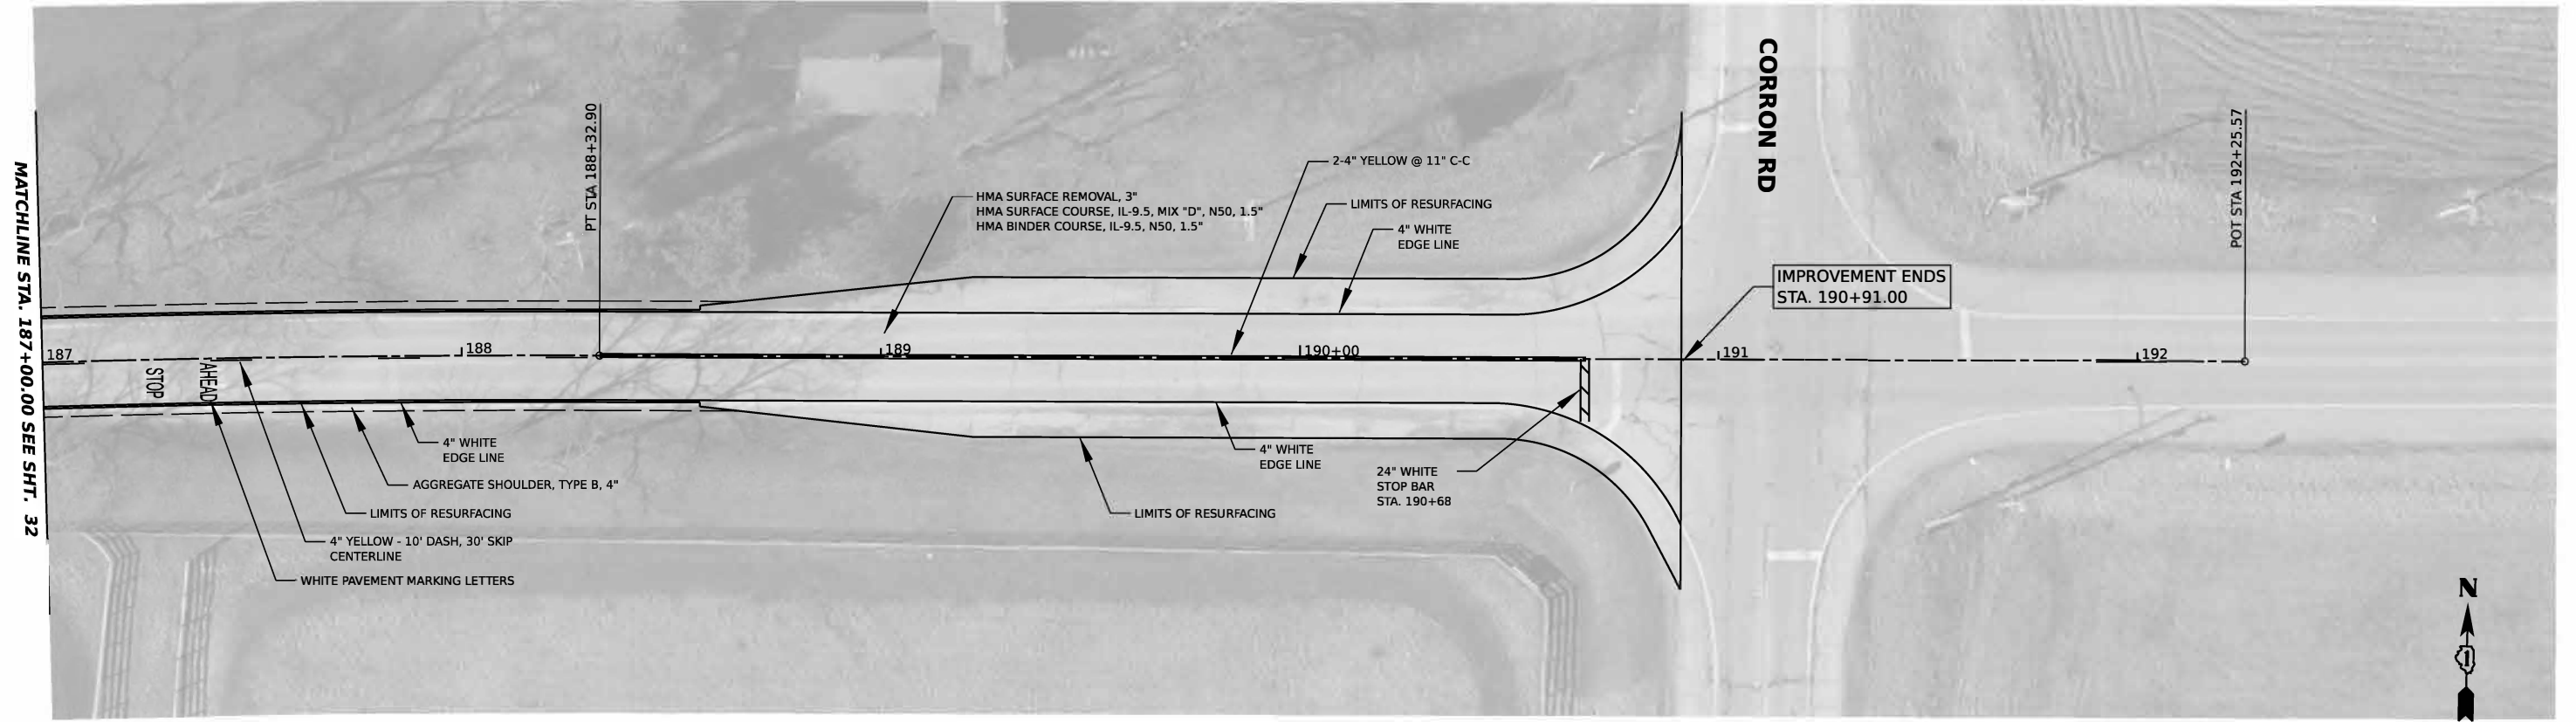 MATCHLINE STA. 187+00.00 SEE SHT. 32
PT STA 188+32.90
HMA SURFACE REMOVAL, 3"
HMA SURFACE COURSE, IL-9.5, MIX "D", N50, 1.5"
HMA BINDER COURSE, IL-9.5, N50, 1.5"
2-4" YELLOW @ 11" C-C
LIMITS OF RESURFACING
4" WHITE
EDGE LINE
CORRON RD
IMPROVEMENT ENDS
STA. 190+91.00
POT STA 192+25.57
187
188
189
190+00
191
192
STOP
AHEAD
4" WHITE
EDGE LINE
AGGREGATE SHOULDER, TYPE B, 4"
LIMITS OF RESURFACING
4" YELLOW - 10' DASH, 30' SKIP
CENTERLINE
WHITE PAVEMENT MARKING LETTERS
4" WHITE
EDGE LINE
LIMITS OF RESURFACING
24" WHITE
STOP BAR
STA. 190+68
N
1